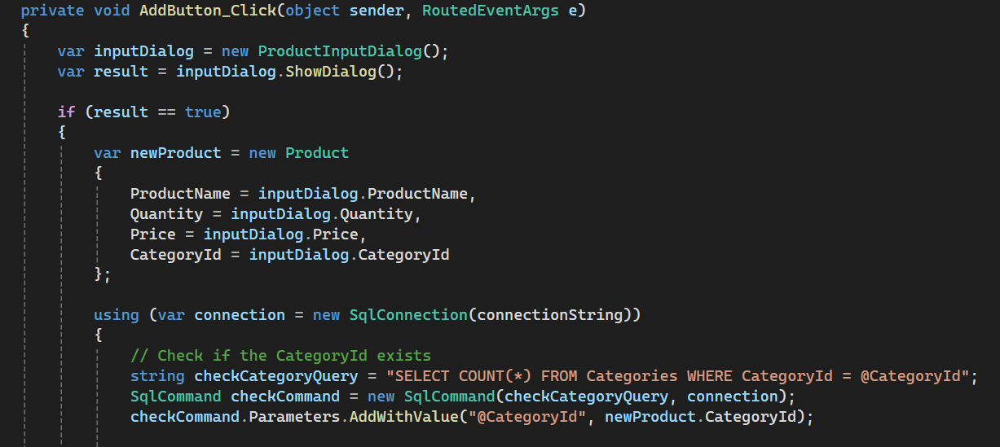 private void AddButton_Click(object sender, RoutedEventArgs e)
{
    var inputDialog = new ProductInputDialog();
    var result = inputDialog.ShowDialog();

    if (result == true)
    {
        var newProduct = new Product
        {
            ProductName = inputDialog.ProductName,
            Quantity = inputDialog.Quantity,
            Price = inputDialog.Price,
            CategoryId = inputDialog.CategoryId
        };

        using (var connection = new SqlConnection(connectionString))
        {
            // Check if the CategoryId exists
            string checkCategoryQuery = "SELECT COUNT(*) FROM Categories WHERE CategoryId = @CategoryId";
            SqlCommand checkCommand = new SqlCommand(checkCategoryQuery, connection);
            checkCommand.Parameters.AddWithValue("@CategoryId", newProduct.CategoryId);